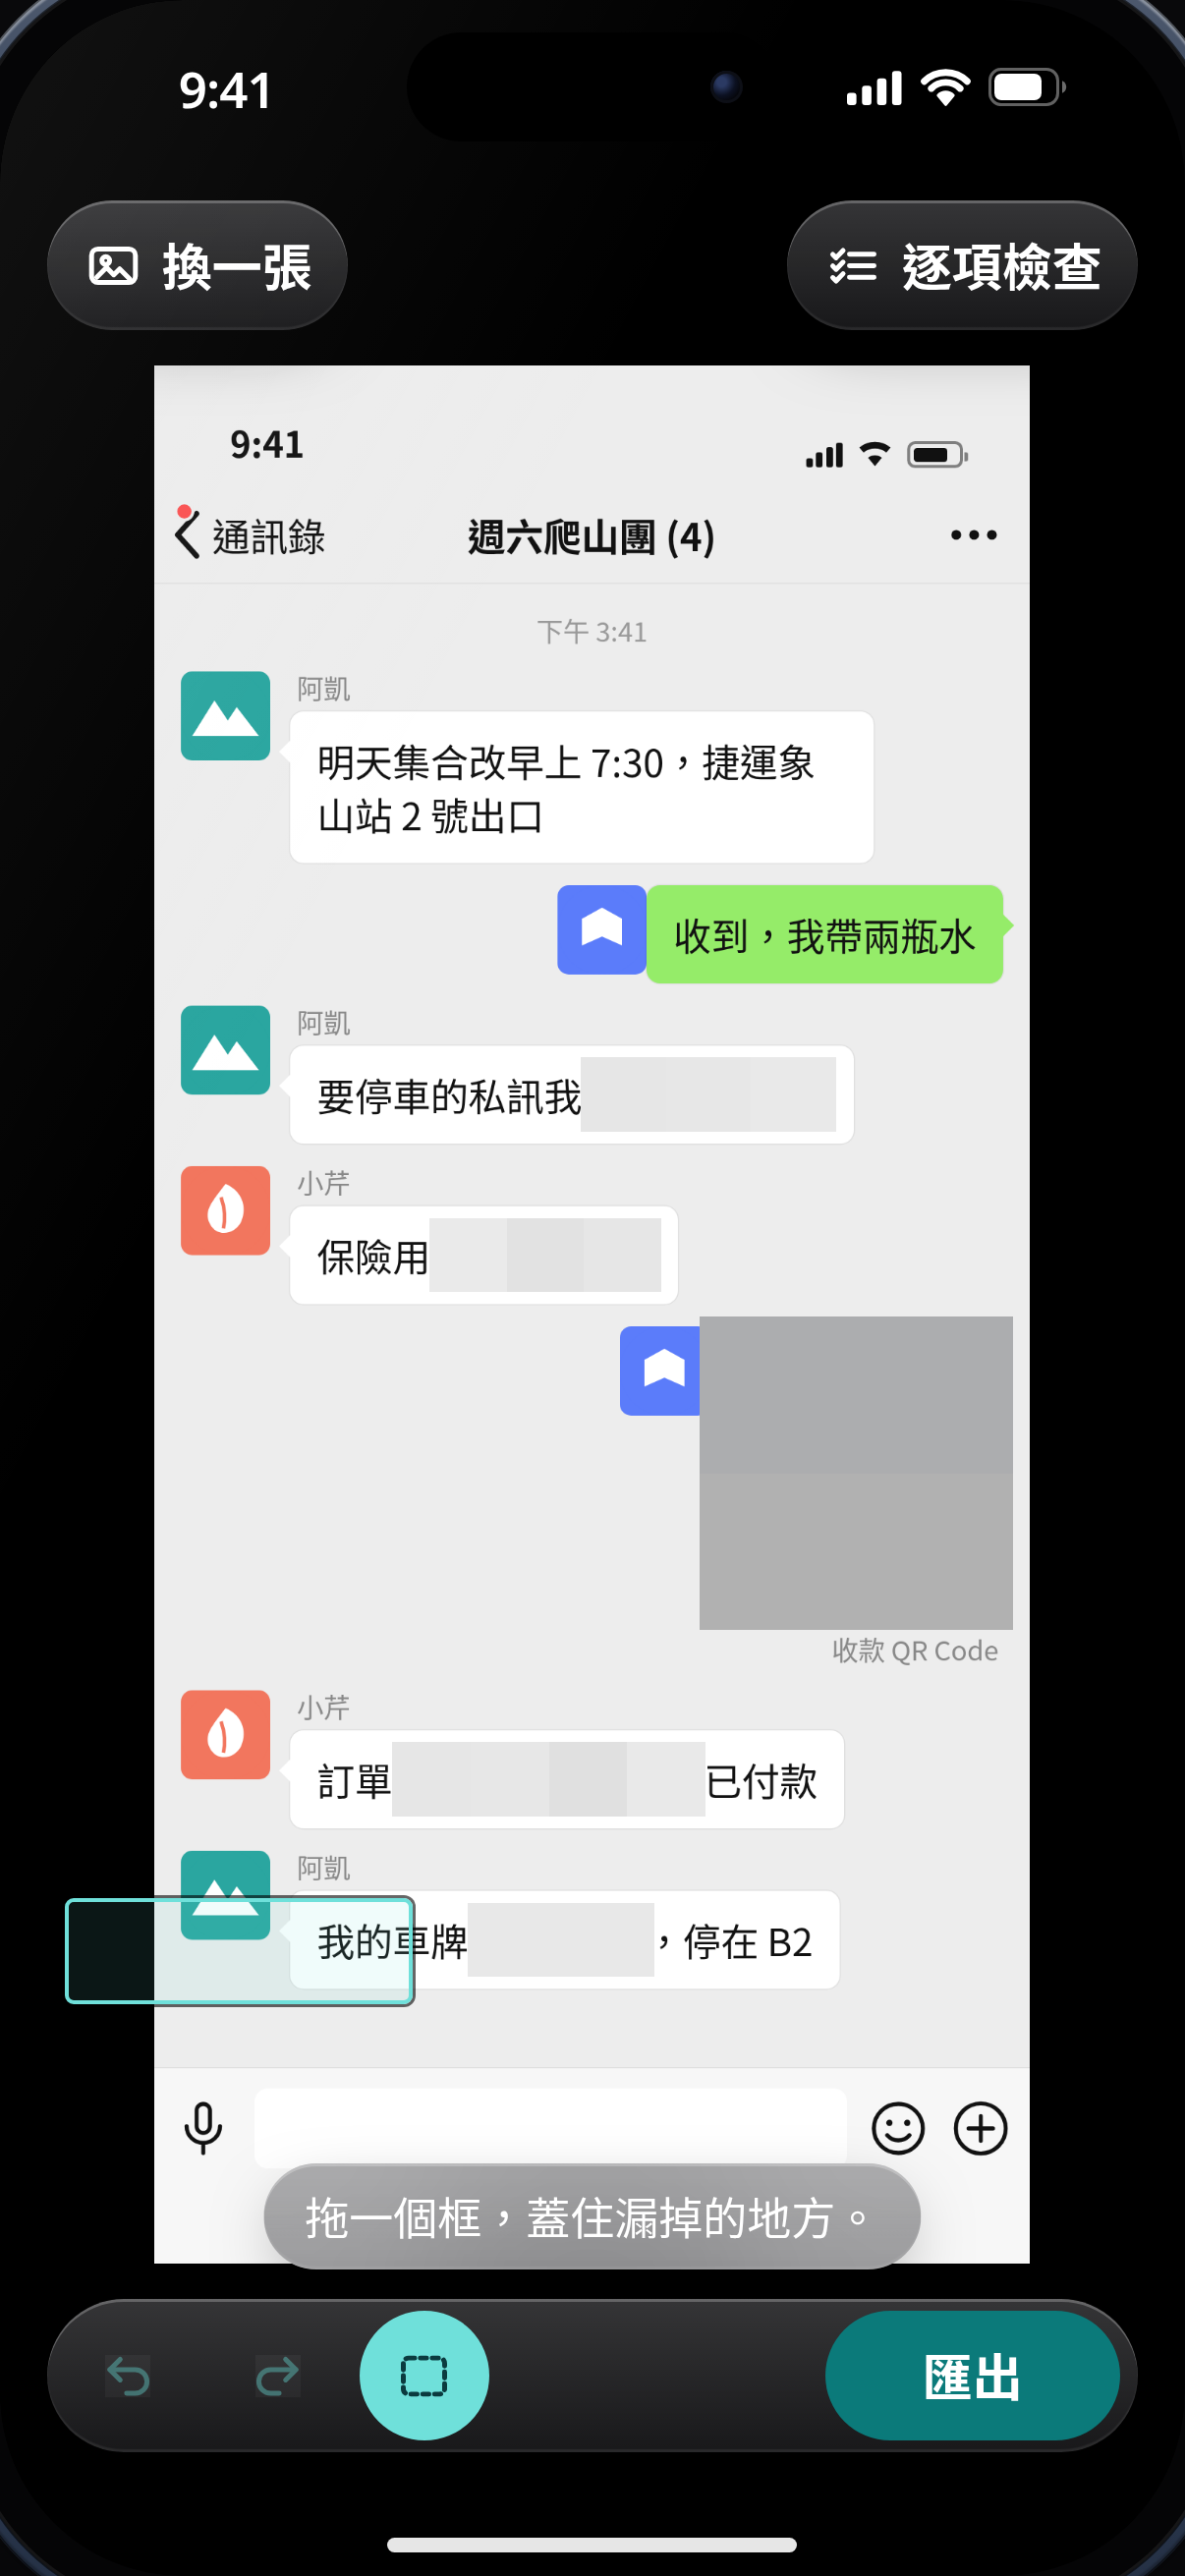 9:41
換一張
逐項檢查
9:41
通訊錄
週六爬山團 (4)
下午 3:41
阿凱
明天集合改早上 7:30，捷運象
山站 2 號出口
收到，我帶兩瓶水
阿凱
要停車的私訊我
小芹
保險用
收款 QR Code
小芹
訂單 已付款
阿凱
我的車牌 ，停在 B2
拖一個框，蓋住漏掉的地方。
匯出